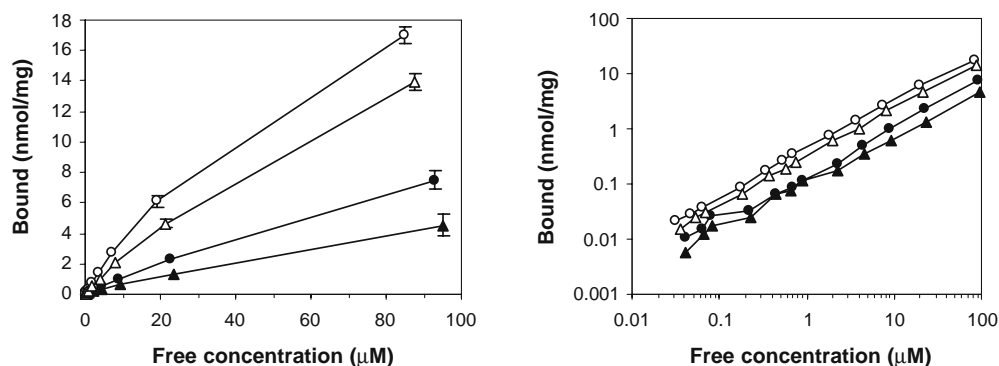 18
16
14
12
10
8
6
4
2
0
Bound (nmol/mg)
0 20 40 60 80 100
Free concentration (μM)
100
10
1
0.1
0.01
0.001
Bound (nmol/mg)
0.01 0.1 1 10 100
Free concentration (μM)